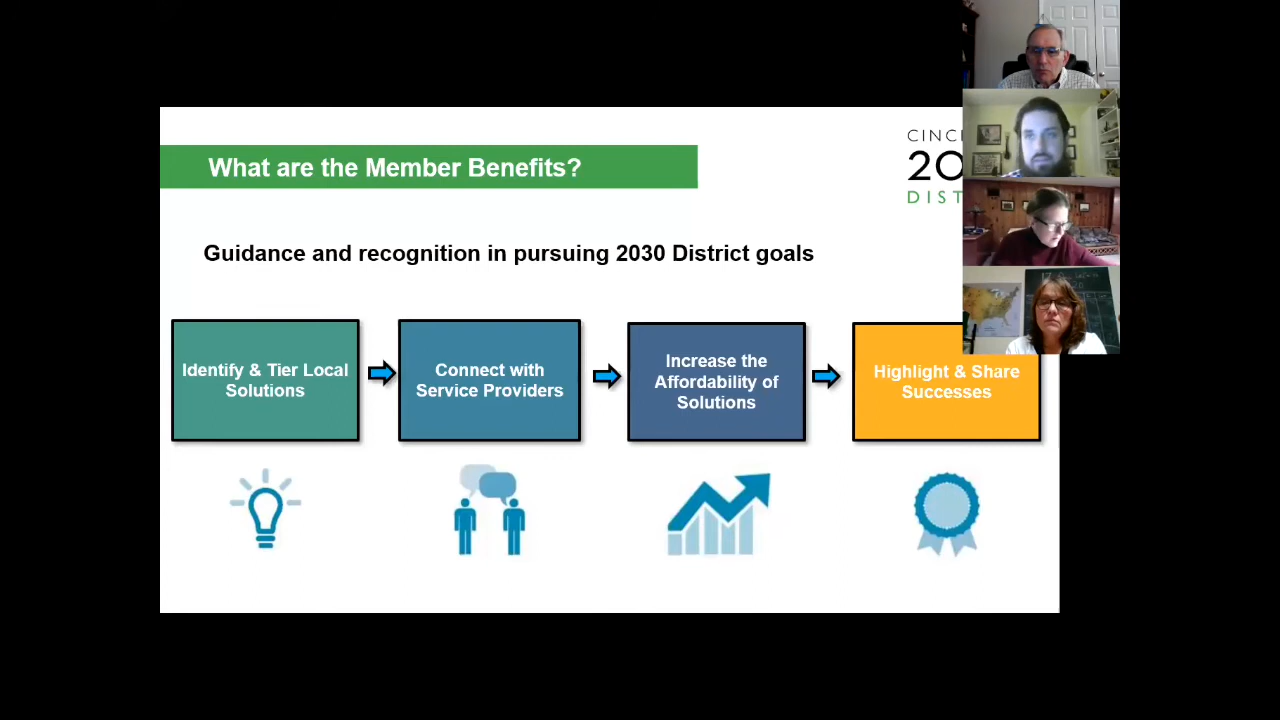 What are the Member Benefits?
CINC
20
DIST
Guidance and recognition in pursuing 2030 District goals
Identify & Tier Local
Solutions
Connect with
Service Providers
Increase the
Affordability of
Solutions
Highlight & Share
Successes